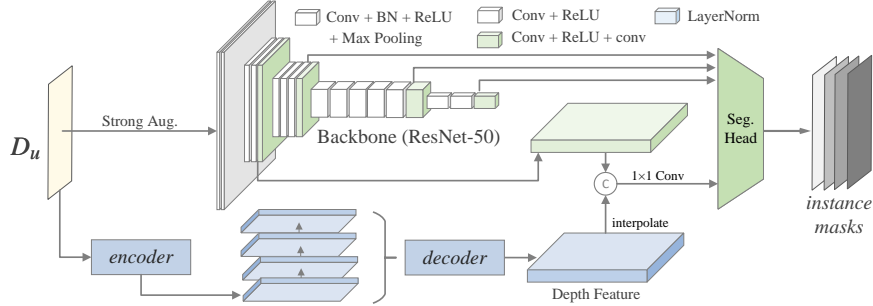 Conv + BN + ReLU
+ Max Pooling
Conv + ReLU
Conv + ReLU + conv
LayerNorm
Strong Aug.
Du
Backbone (ResNet-50)
Seg.
Head
C
1×1 Conv
instance
masks
interpolate
encoder
decoder
Depth Feature